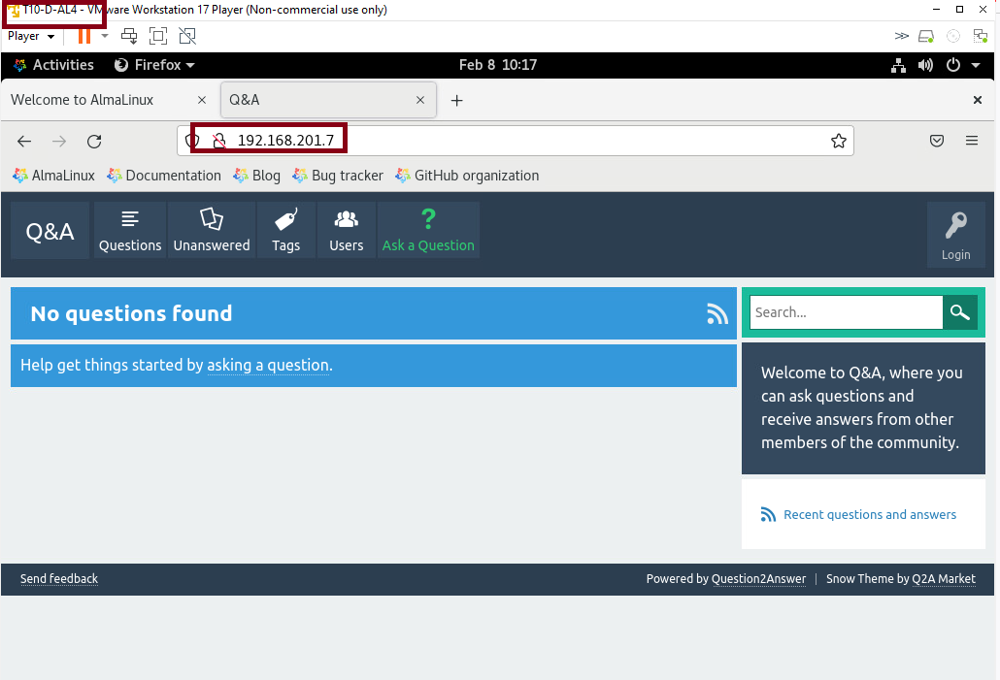 T10-D-AL4 - VMware Workstation 17 Player (Non-commercial use only)
Player
Activities Firefox Feb 8 10:17
Welcome to AlmaLinux Q&A
192.168.201.7
AlmaLinux Documentation Blog Bug tracker GitHub organization
Q&A Questions Unanswered Tags Users Ask a Question Login
No questions found
Search...
Help get things started by asking a question.
Welcome to Q&A, where you
can ask questions and
receive answers from other
members of the community.
Recent questions and answers
Send feedback Powered by Question2Answer | Snow Theme by Q2A Market